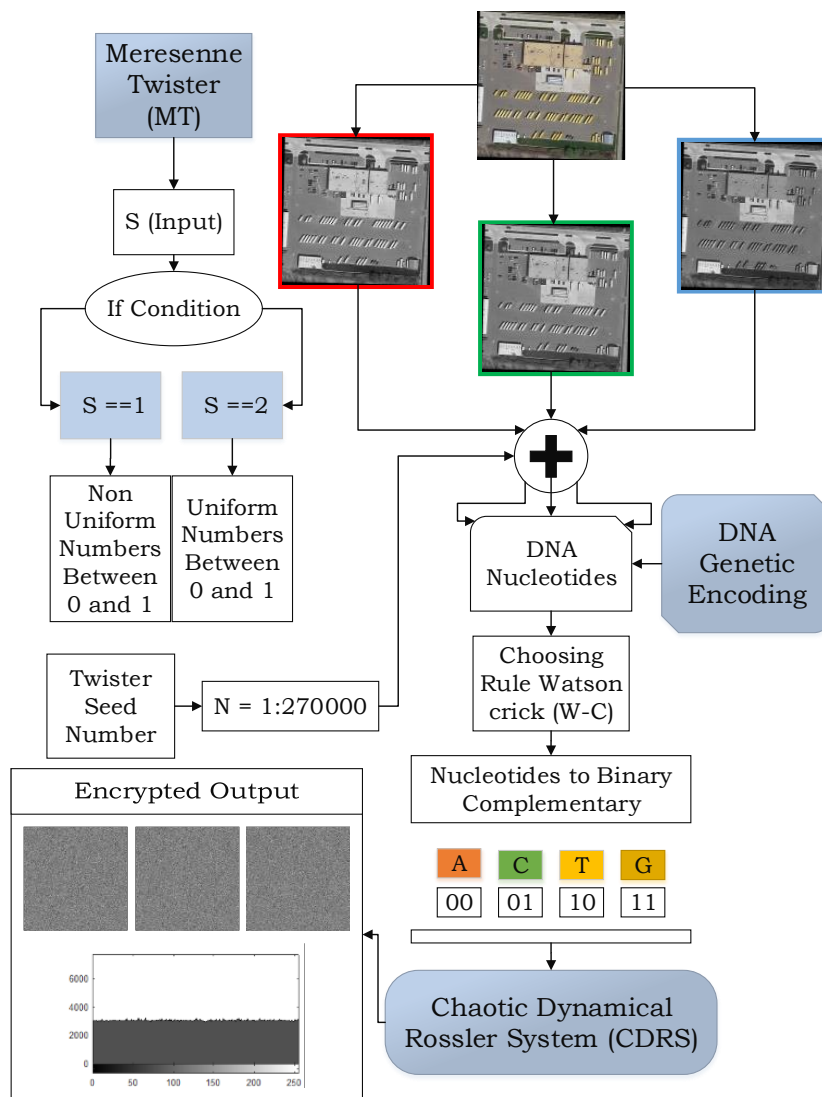 Meresenne
Twister
(MT)
S (Input)
If Condition
S ==1
S ==2
Non
Uniform
Numbers
Between
0 and 1
Uniform
Numbers
Between
0 and 1
Twister
Seed
Number
N = 1:270000
DNA
Nucleotides
DNA
Genetic
Encoding
Choosing
Rule Watson
crick (W-C)
Nucleotides to Binary
Complementary
A C T G
00 01 10 11
Chaotic Dynamical
Rossler System (CDRS)
Encrypted Output
6000
4000
2000
0
0 50 100 150 200 250